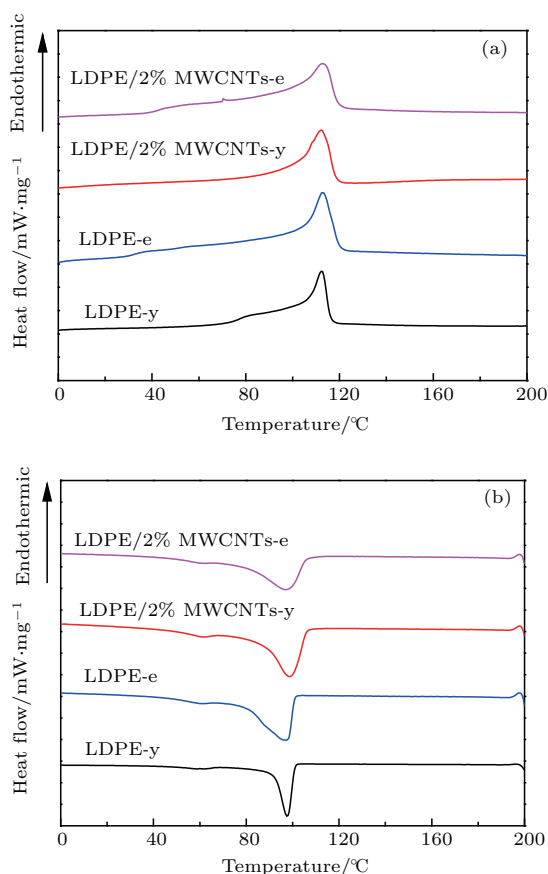 (a)
Endothermic
Heat flow/mW·mg⁻¹
LDPE/2% MWCNTs-e
LDPE/2% MWCNTs-y
LDPE-e
LDPE-y
0 40 80 120 160 200
Temperature/℃
(b)
Endothermic
Heat flow/mW·mg⁻¹
LDPE/2% MWCNTs-e
LDPE/2% MWCNTs-y
LDPE-e
LDPE-y
0 40 80 120 160 200
Temperature/℃